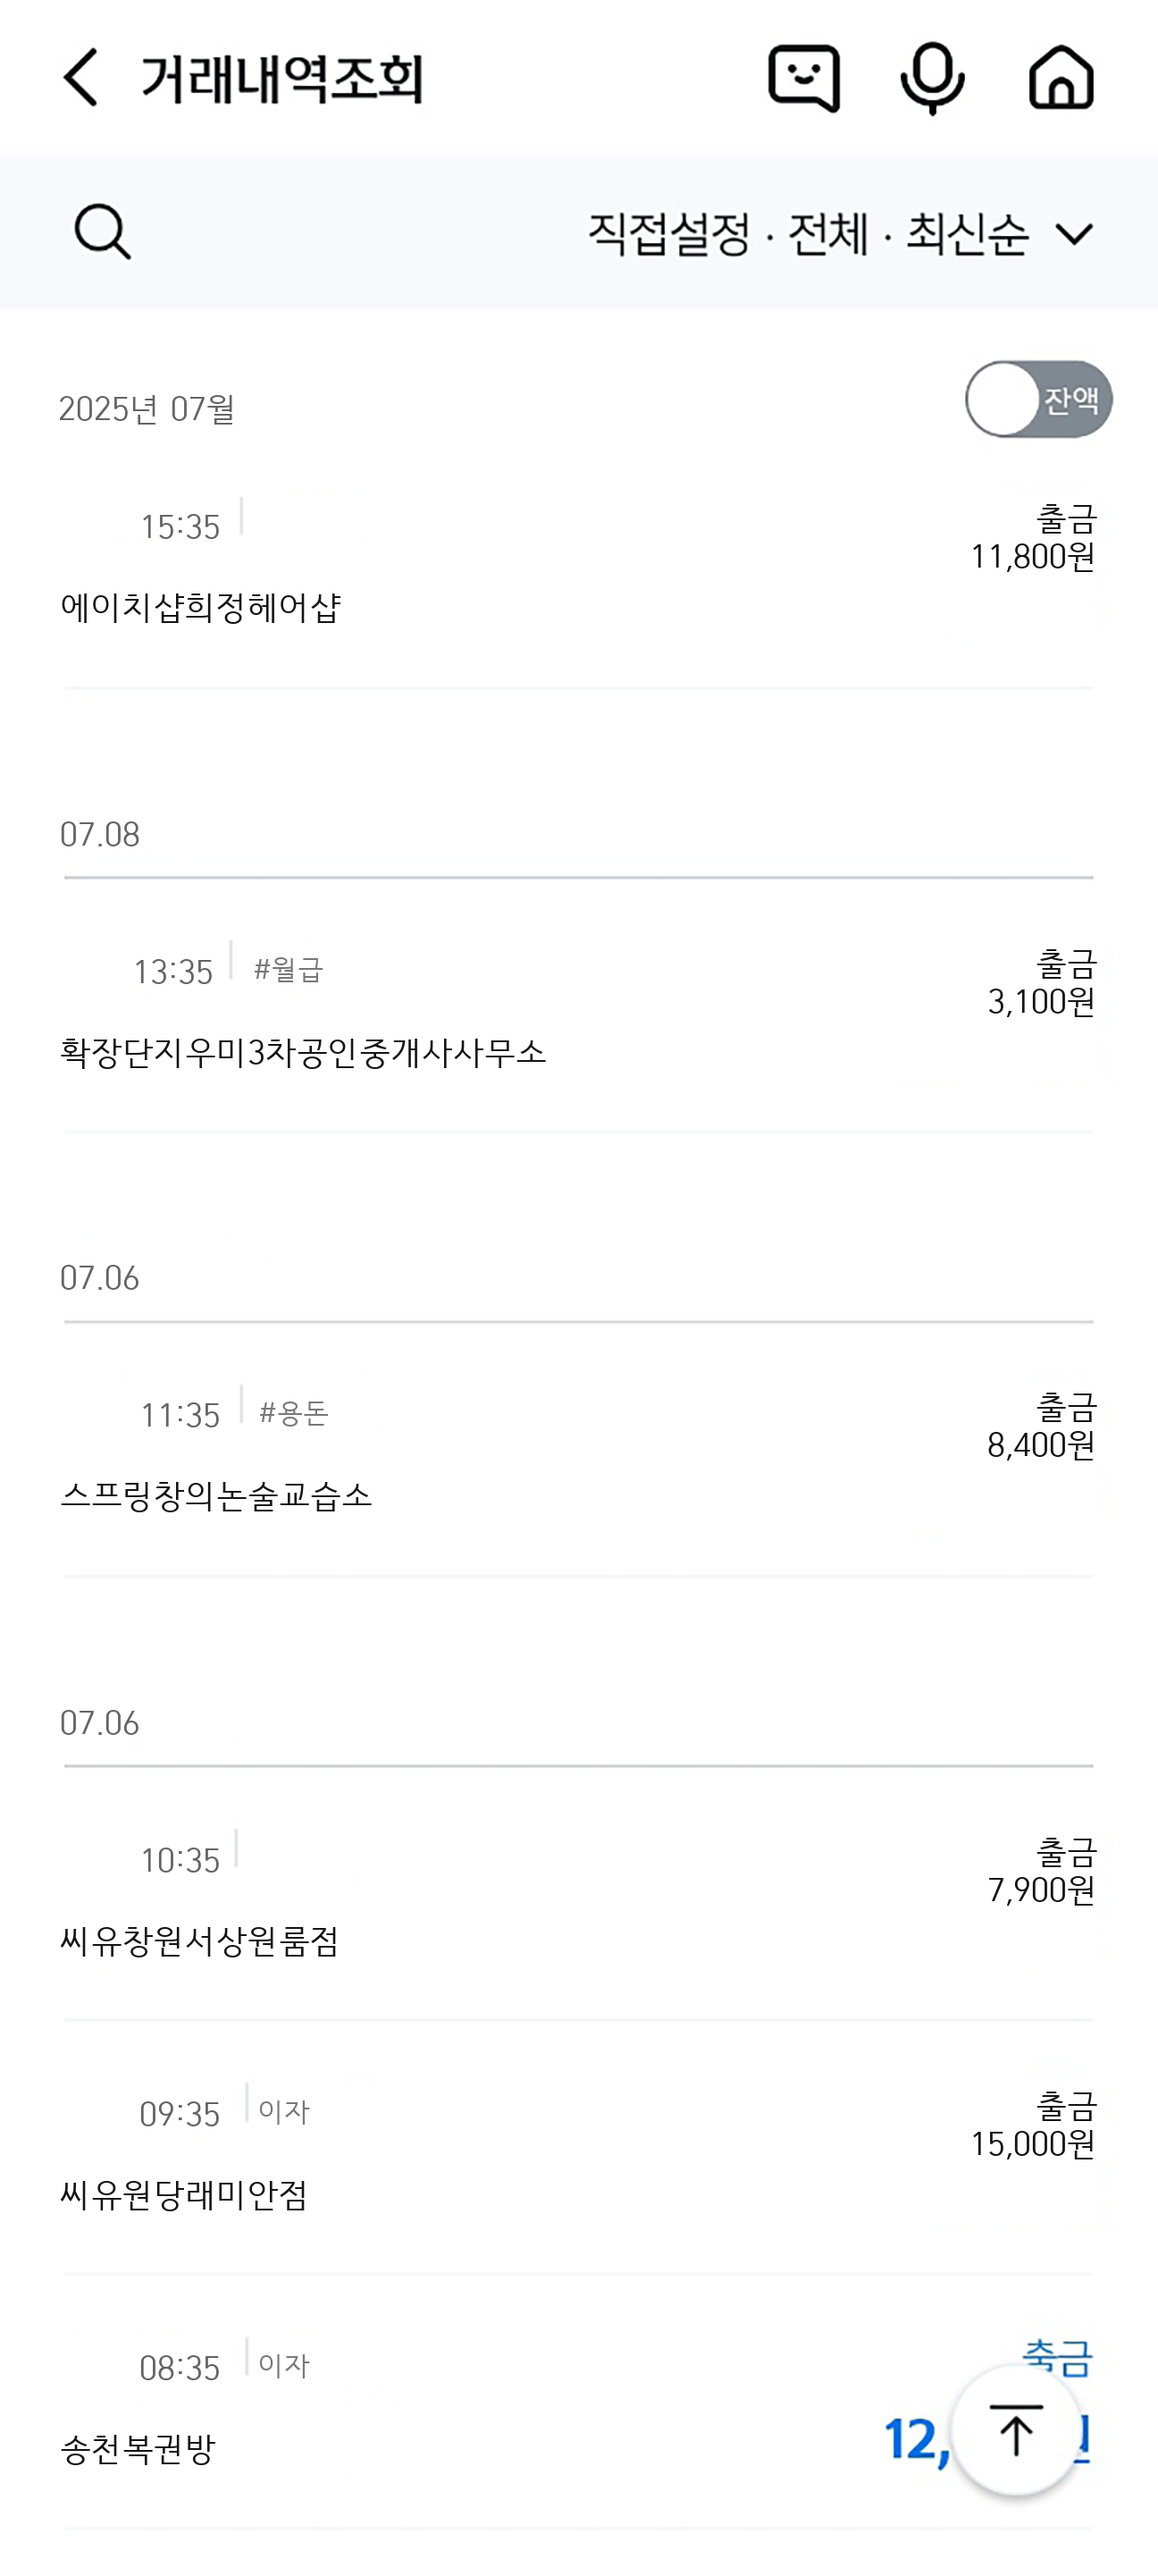 거래내역조회
직접설정 · 전체 · 최신순
2025년 07월
잔액
15:35
출금
11,800원
에이치샵희정헤어샵
07.08
13:35 #월급
출금
3,100원
확장단지우미3차공인중개사사무소
07.06
11:35 #용돈
출금
8,400원
스프링창의논술교습소
07.06
10:35
출금
7,900원
씨유창원서상원룸점
09:35 이자
출금
15,000원
씨유원당래미안점
08:35 이자
12,
송천복권방